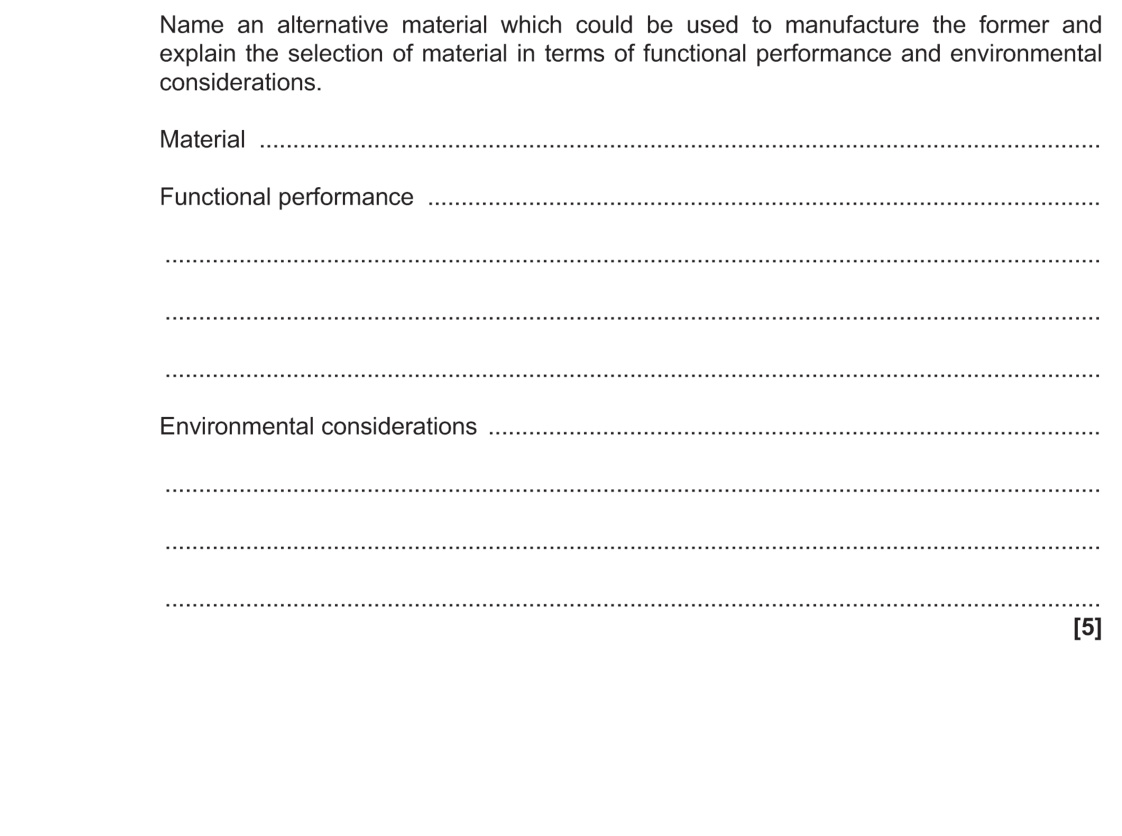 Name an alternative material which could be used to manufacture the former and
explain the selection of material in terms of functional performance and environmental
considerations.
Material ....................................................................................................................................
Functional performance ..........................................................................................................
....................................................................................................................................................
....................................................................................................................................................
....................................................................................................................................................
Environmental considerations ................................................................................................
....................................................................................................................................................
....................................................................................................................................................
....................................................................................................................................................
[5]